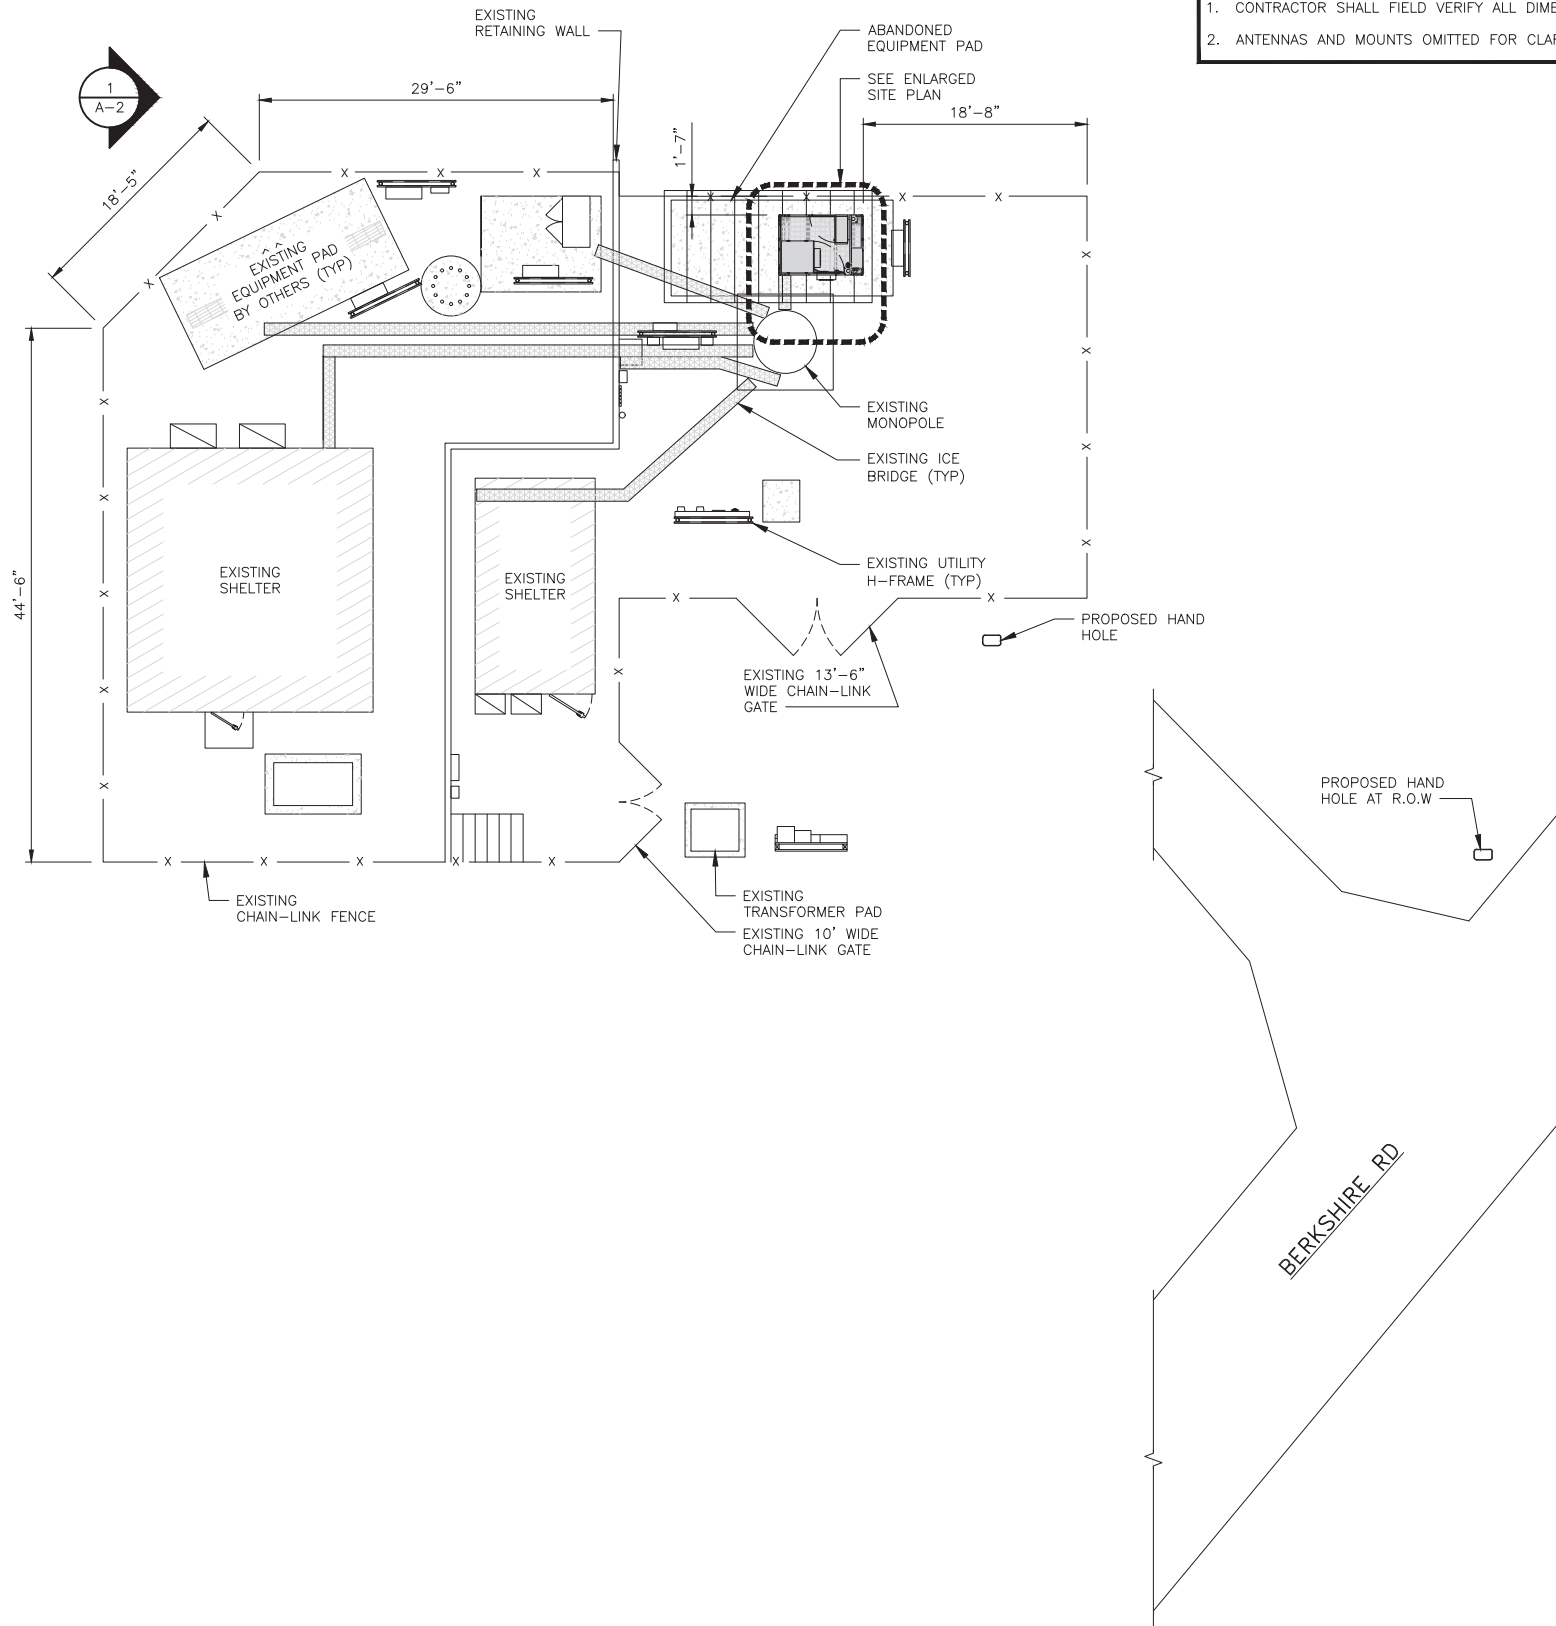 1. CONTRACTOR SHALL FIELD VERIFY ALL
2. ANTENNAS AND MOUNTS OMITTED FOR
EXISTING
RETAINING WALL
ABANDONED
EQUIPMENT PAD
SEE ENLARGED
SITE PLAN
1
A-2
29'-6"
18'-8"
1'-7"
18'-5"
EXISTING
EQUIPMENT PAD
BY OTHERS (TYP)
EXISTING
MONOPOLE
EXISTING ICE
BRIDGE (TYP)
EXISTING UTILITY
H-FRAME (TYP)
EXISTING
SHELTER
EXISTING
SHELTER
44'-6"
PROPOSED HAND
HOLE
EXISTING 13'-6"
WIDE CHAIN-LINK
GATE
PROPOSED HAND
HOLE AT R.O.W
EXISTING
CHAIN-LINK FENCE
EXISTING
TRANSFORMER PAD
EXISTING 10' WIDE
CHAIN-LINK GATE
BERKSHIRE RD